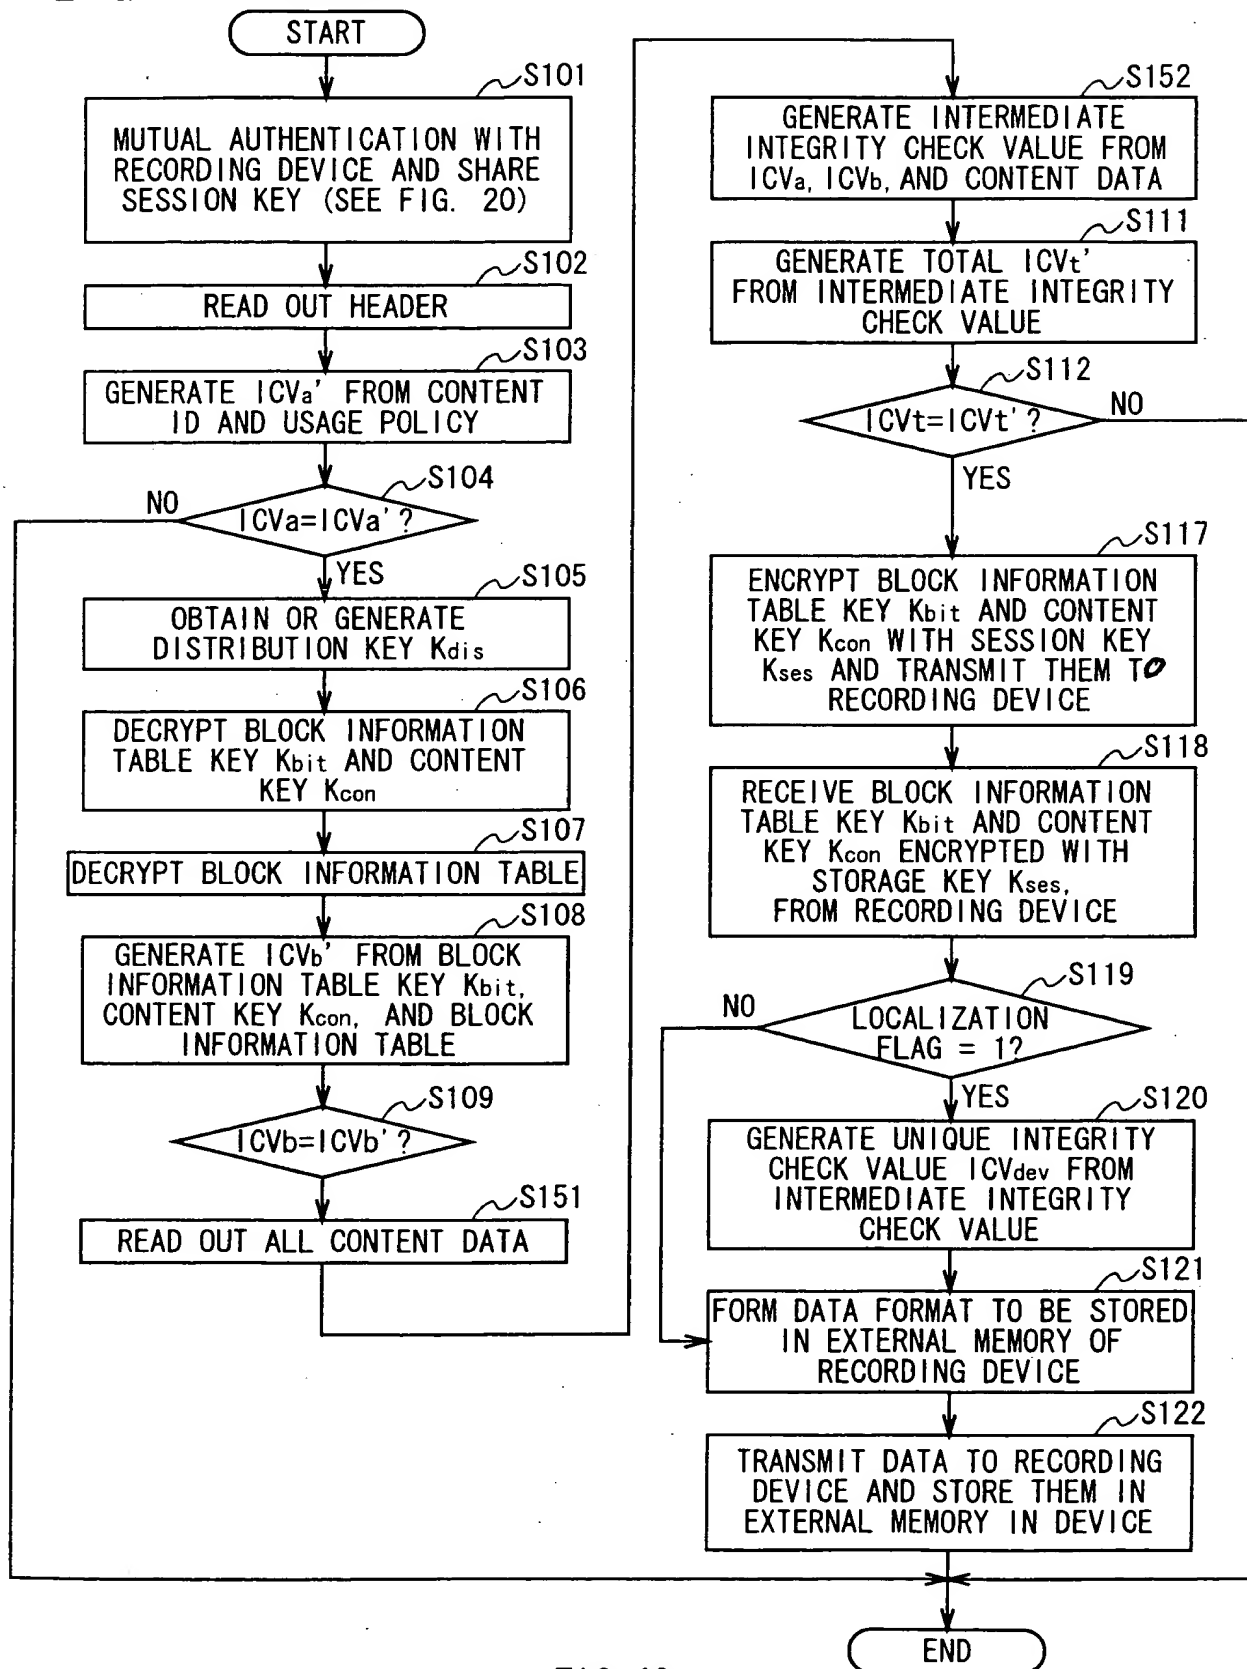 START
S101
MUTUAL AUTHENTICATION WITH
RECORDING DEVICE AND SHARE
SESSION KEY (SEE FIG. 20)
S102
READ OUT HEADER
S103
GENERATE ICVa' FROM CONTENT
ID AND USAGE POLICY
S104
NO
ICVa=ICVa'?
YES
S105
OBTAIN OR GENERATE
DISTRIBUTION KEY Kdis
S106
DECRYPT BLOCK INFORMATION
TABLE KEY Kbit AND CONTENT
KEY Kcon
S107
DECRYPT BLOCK INFORMATION TABLE
S108
GENERATE ICVb' FROM BLOCK
INFORMATION TABLE KEY Kbit,
CONTENT KEY Kcon, AND BLOCK
INFORMATION TABLE
S109
ICVb=ICVb'?
S151
READ OUT ALL CONTENT DATA
S152
GENERATE INTERMEDIATE
INTEGRITY CHECK VALUE FROM
ICVa, ICVb, AND CONTENT DATA
S111
GENERATE TOTAL ICVt'
FROM INTERMEDIATE INTEGRITY
CHECK VALUE
S112
ICVt=ICVt'?
NO
YES
S117
ENCRYPT BLOCK INFORMATION
TABLE KEY Kbit AND CONTENT
KEY Kcon WITH SESSION KEY
Kses AND TRANSMIT THEM TO
RECORDING DEVICE
S118
RECEIVE BLOCK INFORMATION
TABLE KEY Kbit AND CONTENT
KEY Kcon ENCRYPTED WITH
STORAGE KEY Kses,
FROM RECORDING DEVICE
S119
NO
LOCALIZATION
FLAG = 1?
YES
S120
GENERATE UNIQUE INTEGRITY
CHECK VALUE ICVdev FROM
INTERMEDIATE INTEGRITY
CHECK VALUE
S121
FORM DATA FORMAT TO BE STORED
IN EXTERNAL MEMORY OF
RECORDING DEVICE
S122
TRANSMIT DATA TO RECORDING
DEVICE AND STORE THEM IN
EXTERNAL MEMORY IN DEVICE
END